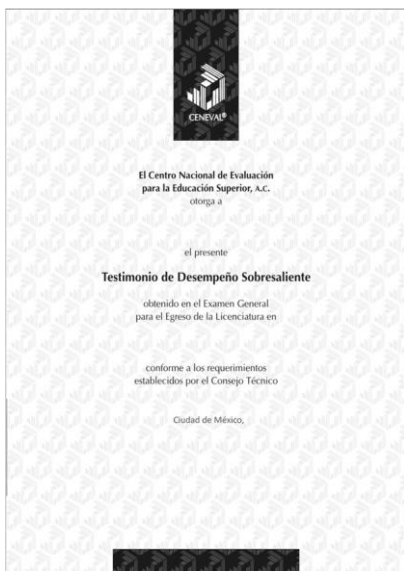 CENEVAL®
El Centro Nacional de Evaluación
para la Educación Superior, A.C.
otorga a
el presente
Testimonio de Desempeño Sobresaliente
obtenido en el Examen General
para el Egreso de la Licenciatura en
conforme a los requerimientos
establecidos por el Consejo Técnico
Ciudad de México,